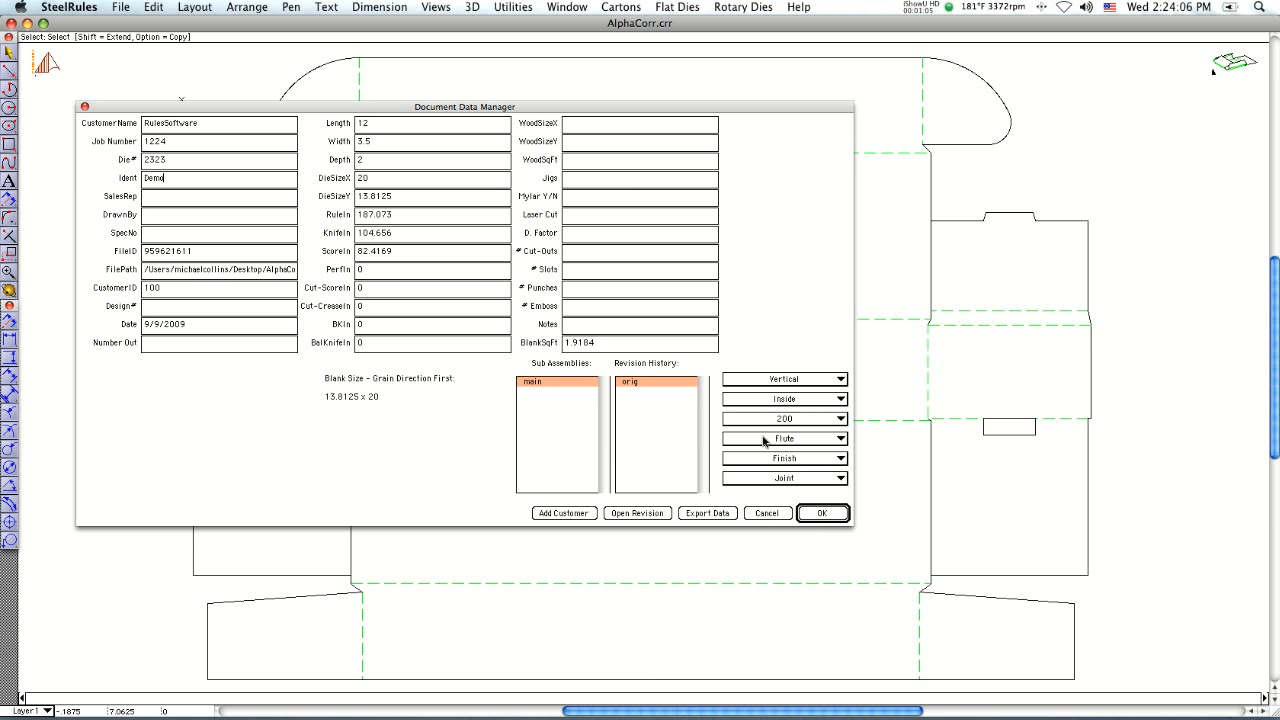 SteelRules File Edit Layout Arrange Pen Text Dimension Views 3D Utilities Window Cartons Flat Dies Rotary Dies Help iShowU HD 00:01:05 181°F 3372rpm Wed 2:24:06 PM
AlphaCorr.crr
Select: Select [Shift = Extend, Option = Copy]
Document Data Manager
CustomerName RulesSoftware Length 12 WoodSizeX
Job Number 1224 Width 3.5 WoodSizeY
Die# 2323 Depth 2 WoodSqFt
Ident Demo DieSizeX 20 Jigs
SalesRep DieSizeY 13.8125 Mylar Y/N
DrawnBy RuleIn 187.073 Laser Cut
SpecNo KnifeIn 104.656 D. Factor
FileID 959621611 ScoreIn 82.4169 # Cut-Outs
FilePath /Users/michaelcollins/Desktop/AlphaCo PerfIn 0 # Slots
CustomerID 100 Cut-ScoreIn 0 # Punches
Design# Cut-CreaseIn 0 # Emboss
Date 9/9/2009 BKIn 0 Notes
Number Out BalKnifeIn 0 BlankSqFt 1.9184
Sub Assemblies: Revision History:
Blank Size - Grain Direction First: main orig Vertical
13.8125 x 20 Inside
200
Flute
Finish
Joint
Add Customer Open Revision Export Data Cancel OK
Layer1 -.1875 7.0625 0